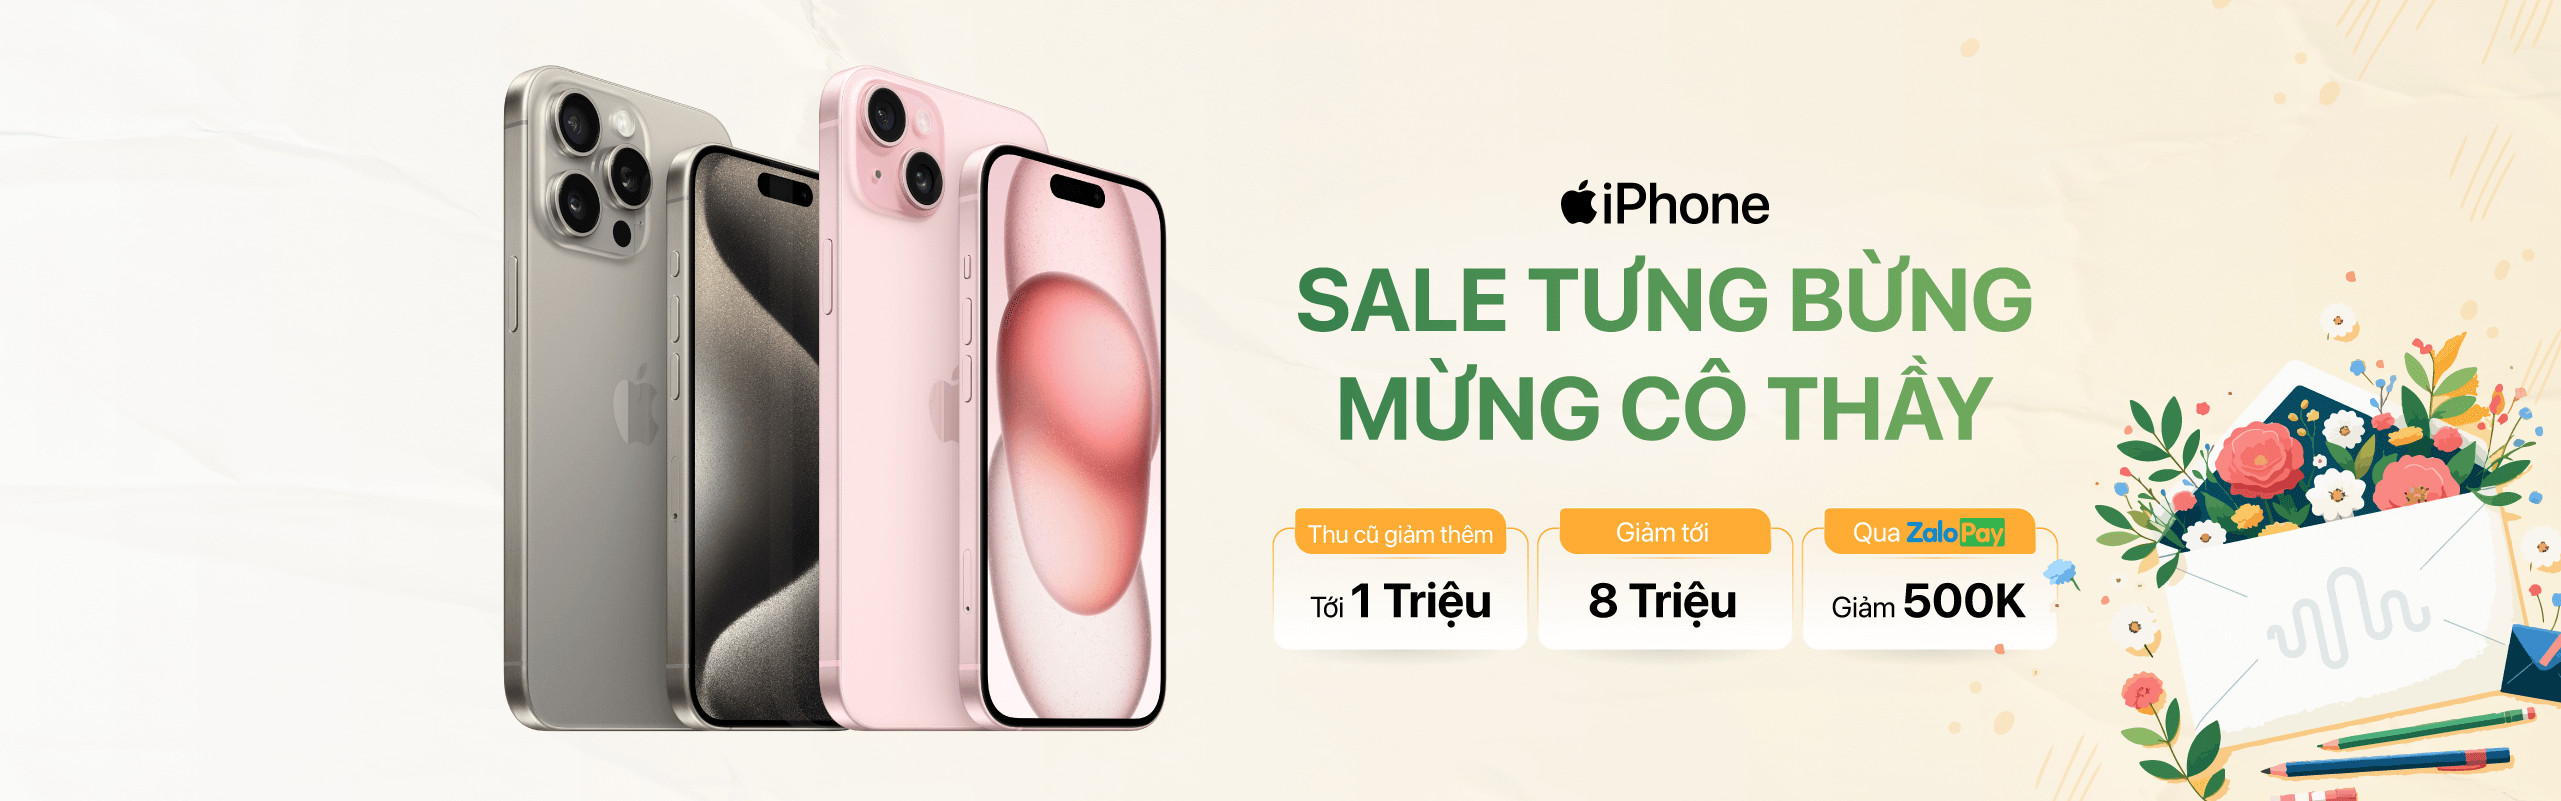 iPhone
SALE TƯNG BỪNG
MỪNG CÔ THẦY
Thu cũ giảm thêm
Tới 1 Triệu
Giảm tới
8 Triệu
Qua ZaloPay
Giảm 500K